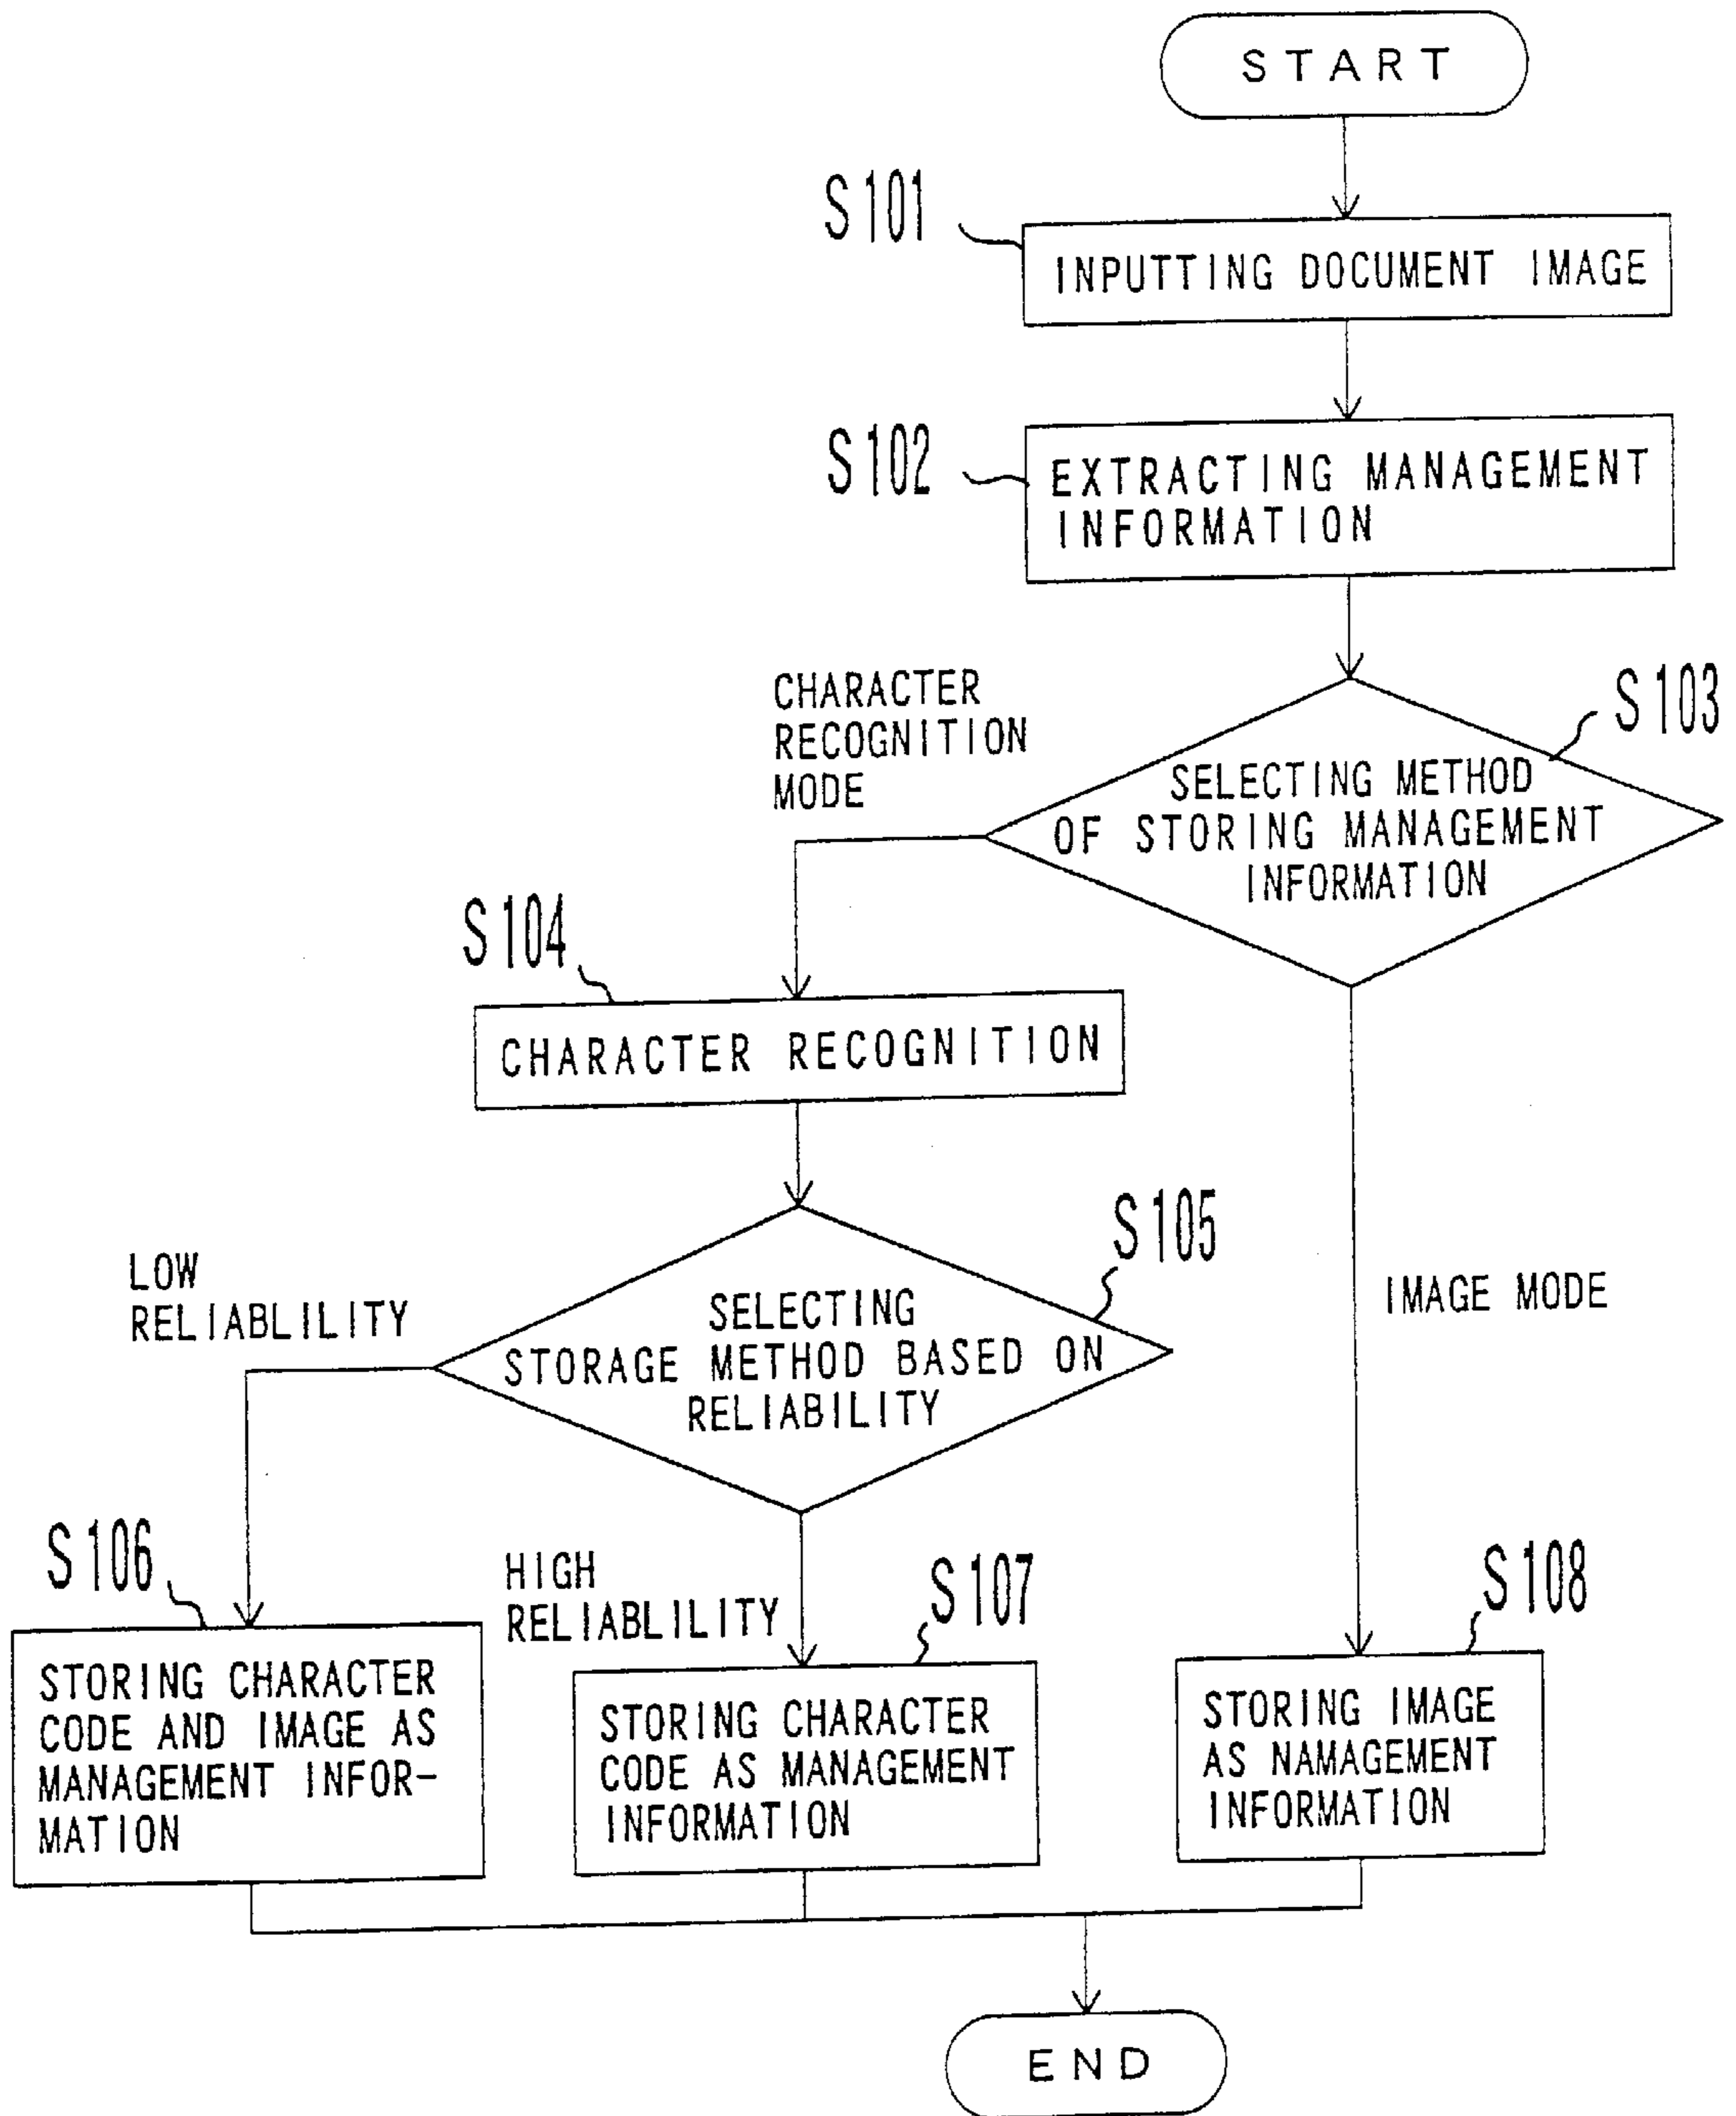 START
S101
INPUTTING DOCUMENT IMAGE
S102
EXTRACTING MANAGEMENT
INFORMATION
CHARACTER
RECOGNITION
MODE
S103
SELECTING METHOD
OF STORING MANAGEMENT
INFORMATION
S104
CHARACTER RECOGNITION
S105
LOW
RELIABLILITY
SELECTING
STORAGE METHOD BASED ON
RELIABILITY
IMAGE MODE
S106
STORING CHARACTER
CODE AND IMAGE AS
MANAGEMENT INFOR-
MATION
HIGH
RELIABLILITY
S107
STORING CHARACTER
CODE AS MANAGEMENT
INFORMATION
S108
STORING IMAGE
AS NAMAGEMENT
INFORMATION
END